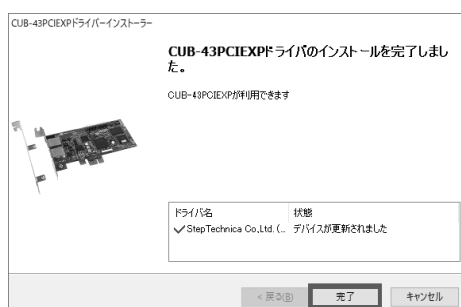 CUB-43PCIEXPドライバーインストーラー
CUB-43PCIEXPドライバのインストールを完了しまし
た。
CUB-43PCIEXPが利用できます
ドライバ名 状態
StepTechnica Co,Ltd. (... デバイスが更新されました
< 戻る(B) 完了 キャンセル